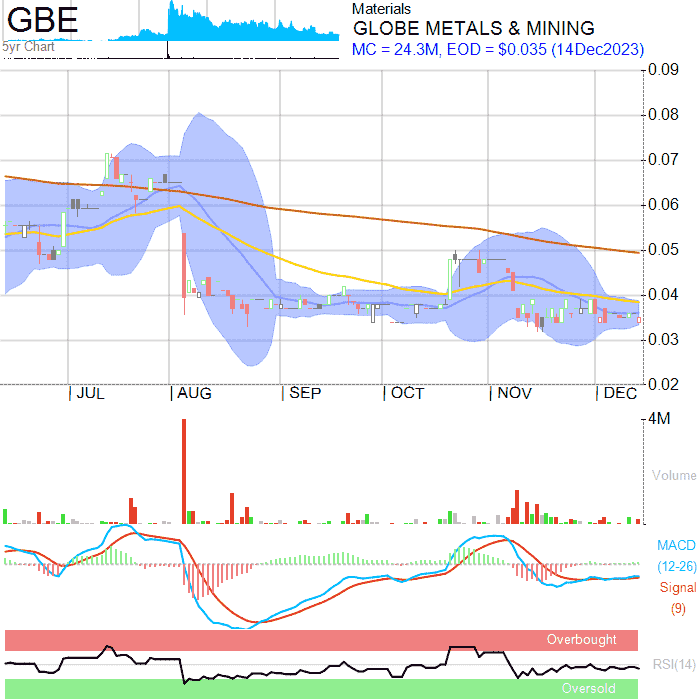 GBE
5yr Chart
Materials
GLOBE METALS & MINING
MC = 24.3M, EOD = $0.035 (14Dec2023)
0.09
0.08
0.07
0.06
0.05
0.04
0.03
0.02
JUL AUG SEP OCT NOV DEC
4M
Volume
MACD
(12-26)
Signal
(9)
Overbought
RSI(14)
Oversold